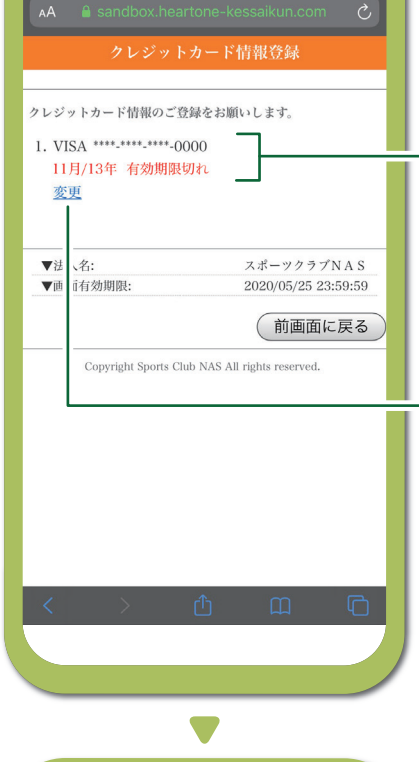 AA sandbox.heartone-kessaikun.com
クレジットカード情報登録
クレジットカード情報のご登録をお願いします。
1. VISA ****-****-****-0000
11月/13年 有効期限切れ
変更
▼法人名: スポーツクラブNAS
▼画面有効期限: 2020/05/25 23:59:59
前画面に戻る
Copyright Sports Club NAS All rights reserved.